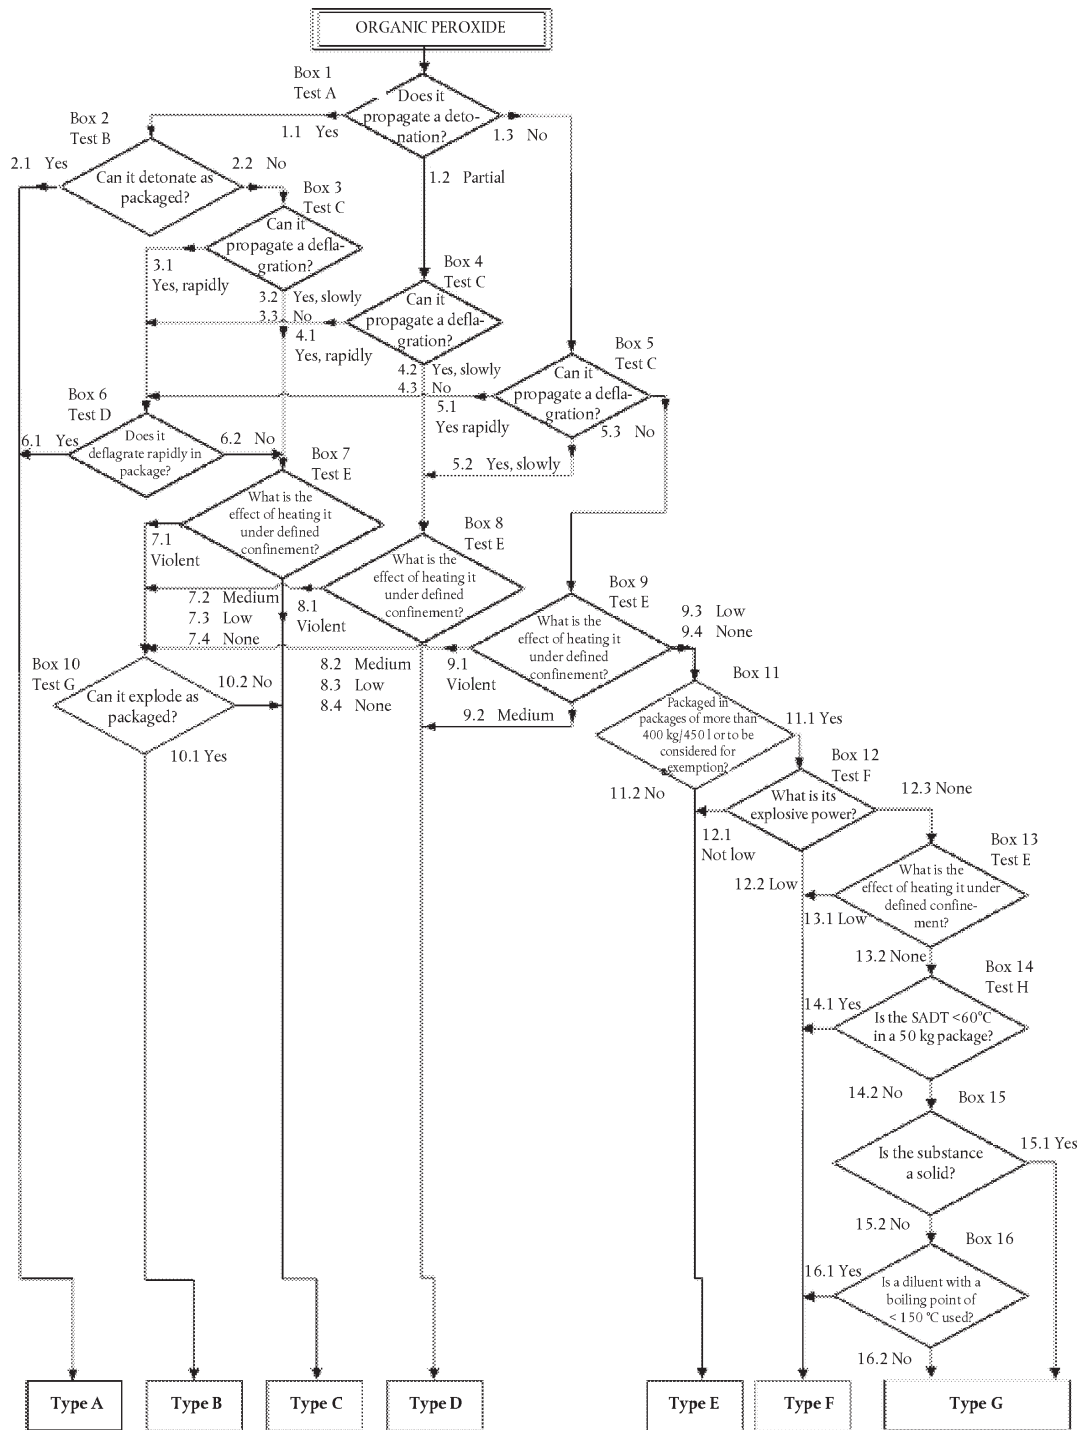 ORGANIC PEROXIDE
Box 1
Test A
Does it
propagate a deto-
nation?
1.1 Yes
1.3 No
1.2 Partial
Box 2
Test B
2.1 Yes
2.2 No
Can it detonate as
packaged?
Box 3
Test C
Can it
propagate a defla-
gration?
3.1
Yes, rapidly
3.2 Yes, slowly
3.3 No
Box 4
Test C
Can it
propagate a defla-
gration?
4.1
Yes, rapidly
4.2 Yes, slowly
4.3 No
Box 5
Test C
Can it
propagate a defla-
gration?
5.1
Yes rapidly
5.3 No
5.2 Yes, slowly
Box 6
Test D
6.1 Yes
6.2 No
Does it
deflagrate rapidly in
package?
Box 7
Test E
What is the
effect of heating it
under defined
confinement?
7.1
Violent
7.2 Medium
7.3 Low
7.4 None
Box 8
Test E
What is the
effect of heating it
under defined
confinement?
8.1
Violent
8.2 Medium
8.3 Low
8.4 None
Box 9
Test E
What is the
effect of heating it
under defined
confinement?
9.3 Low
9.4 None
9.1
Violent
9.2 Medium
Box 10
Test G
Can it explode as
packaged?
10.2 No
10.1 Yes
Box 11
Packaged in
packages of more than
400 kg/450 l or to be
considered for
exemption?
11.1 Yes
11.2 No
Box 12
Test F
What is its
explosive power?
12.3 None
12.1
Not low
12.2 Low
Box 13
Test E
What is the
effect of heating it under
defined confine-
ment?
13.1 Low
13.2 None
Box 14
Test H
14.1 Yes
Is the SADT <60°C
in a 50 kg package?
14.2 No
Box 15
15.1 Yes
Is the substance
a solid?
15.2 No
Box 16
16.1 Yes
Is a diluent with a
boiling point of
< 150 °C used?
16.2 No
Type A
Type B
Type C
Type D
Type E
Type F
Type G